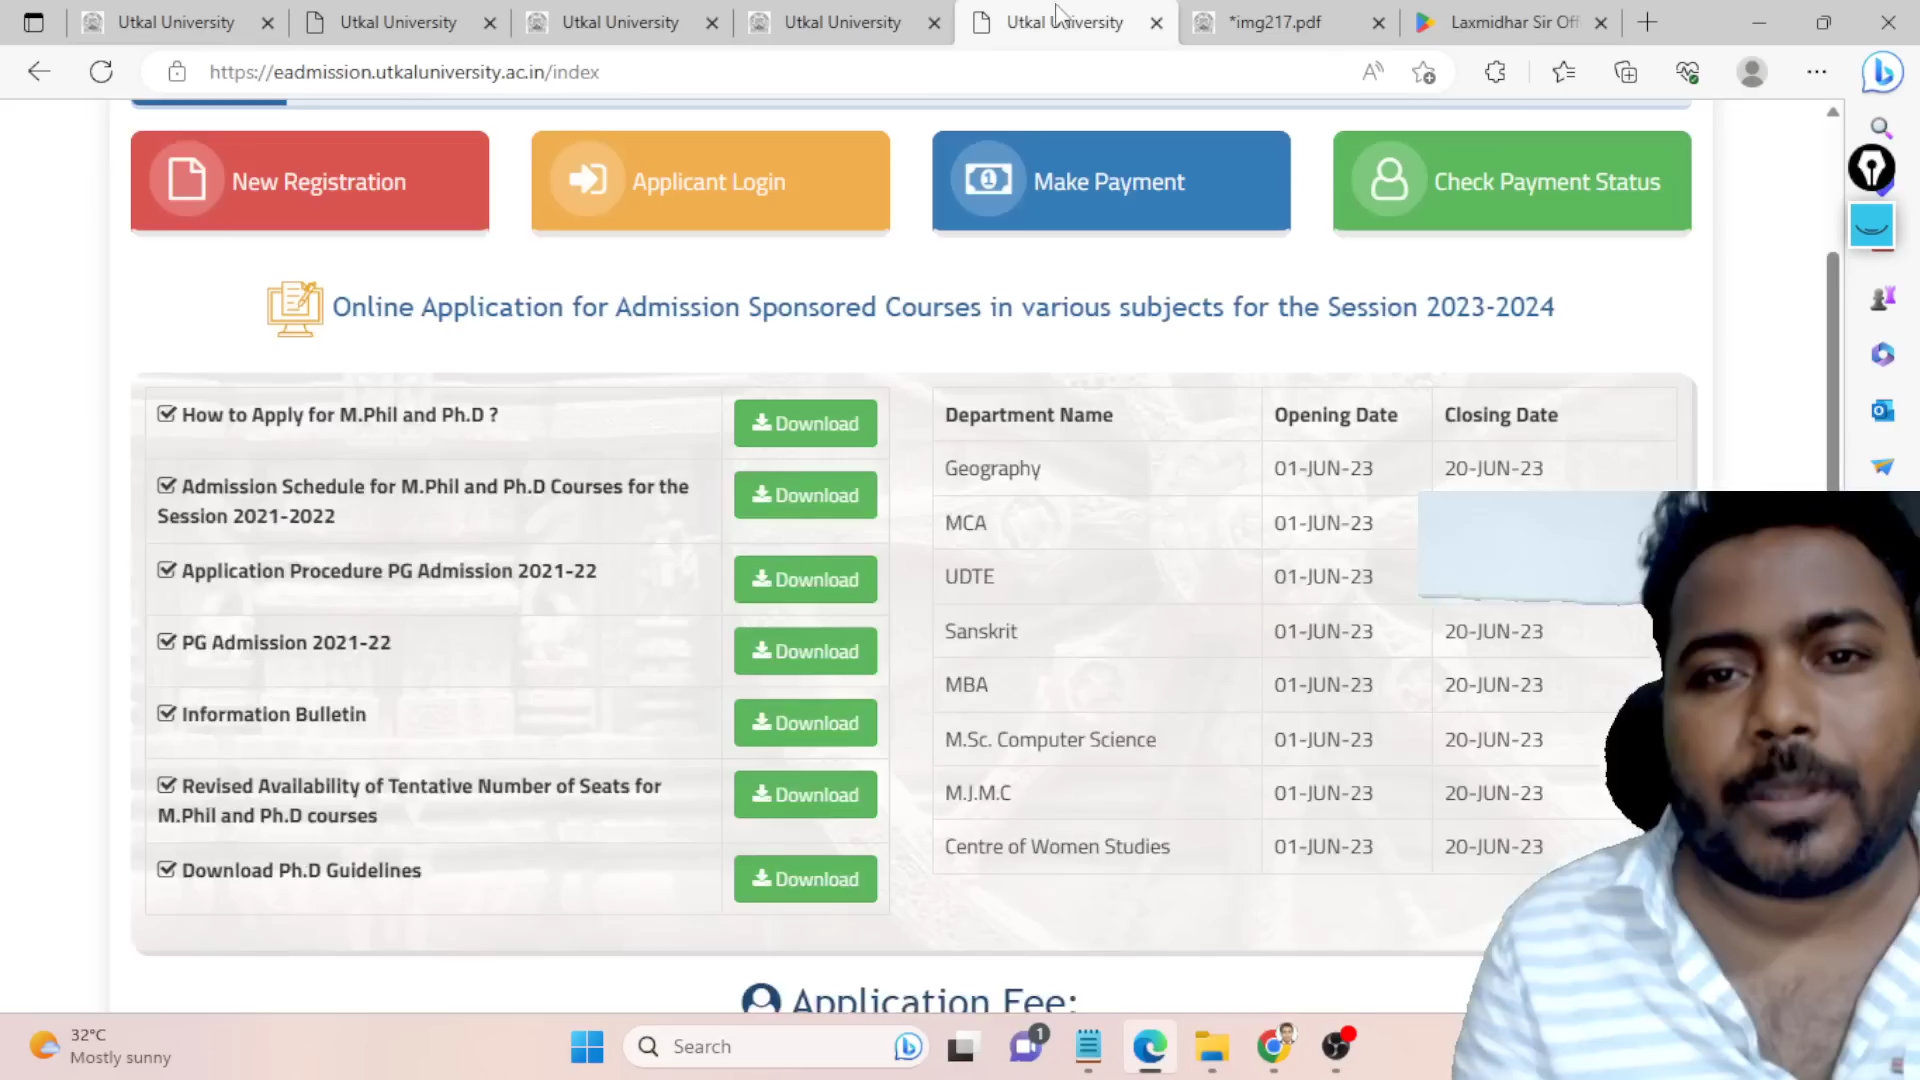 Utkal University
Utkal University
Utkal University
Utkal University
Utkal University
*img217.pdf
Laxmidhar Sir Off
https://eadmission.utkaluniversity.ac.in/index
New Registration
Applicant Login
Make Payment
Check Payment Status
Online Application for Admission Sponsored Courses in various subjects for the Session 2023-2024
How to Apply for M.Phil and Ph.D ?
Download
Admission Schedule for M.Phil and Ph.D Courses for the
Session 2021-2022
Download
Application Procedure PG Admission 2021-22
Download
PG Admission 2021-22
Download
Information Bulletin
Download
Revised Availability of Tentative Number of Seats for
M.Phil and Ph.D courses
Download
Download Ph.D Guidelines
Download
Department Name Opening Date Closing Date
Geography 01-JUN-23 20-JUN-23
MCA 01-JUN-23
UDTE 01-JUN-23
Sanskrit 01-JUN-23 20-JUN-23
MBA 01-JUN-23 20-JUN-23
M.Sc. Computer Science 01-JUN-23 20-JUN-23
M.J.M.C 01-JUN-23 20-JUN-23
Centre of Women Studies 01-JUN-23 20-JUN-23
Application Fee:
32°C
Mostly sunny
Search
1